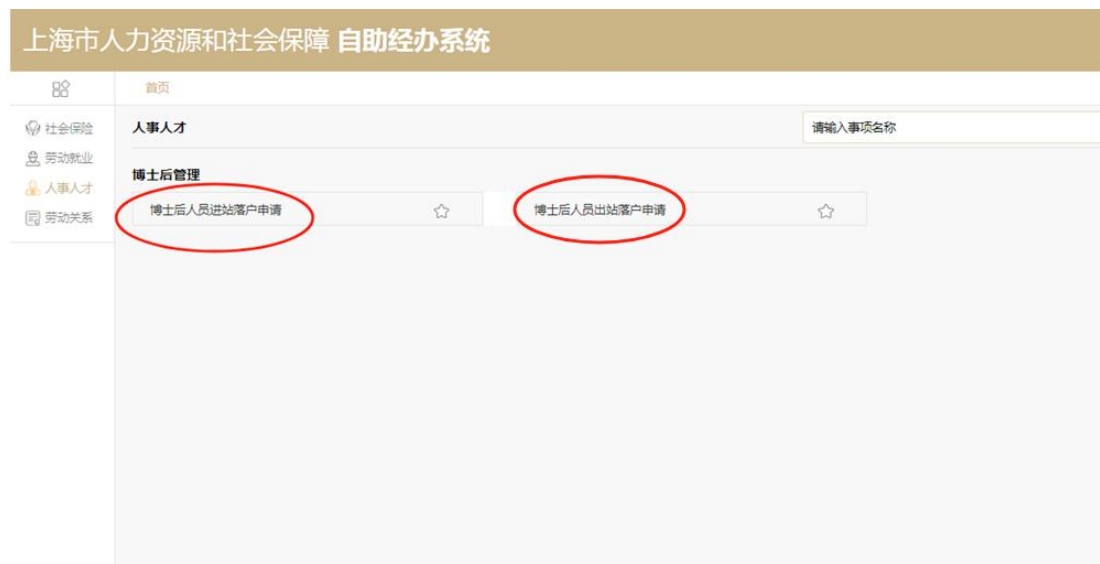 上海市人力资源和社会保障 自助经办系统
首页
社会保险
劳动就业
人事人才
劳动关系
人事人才
请输入事项名称
博士后管理
博士后人员进站落户申请
博士后人员出站落户申请